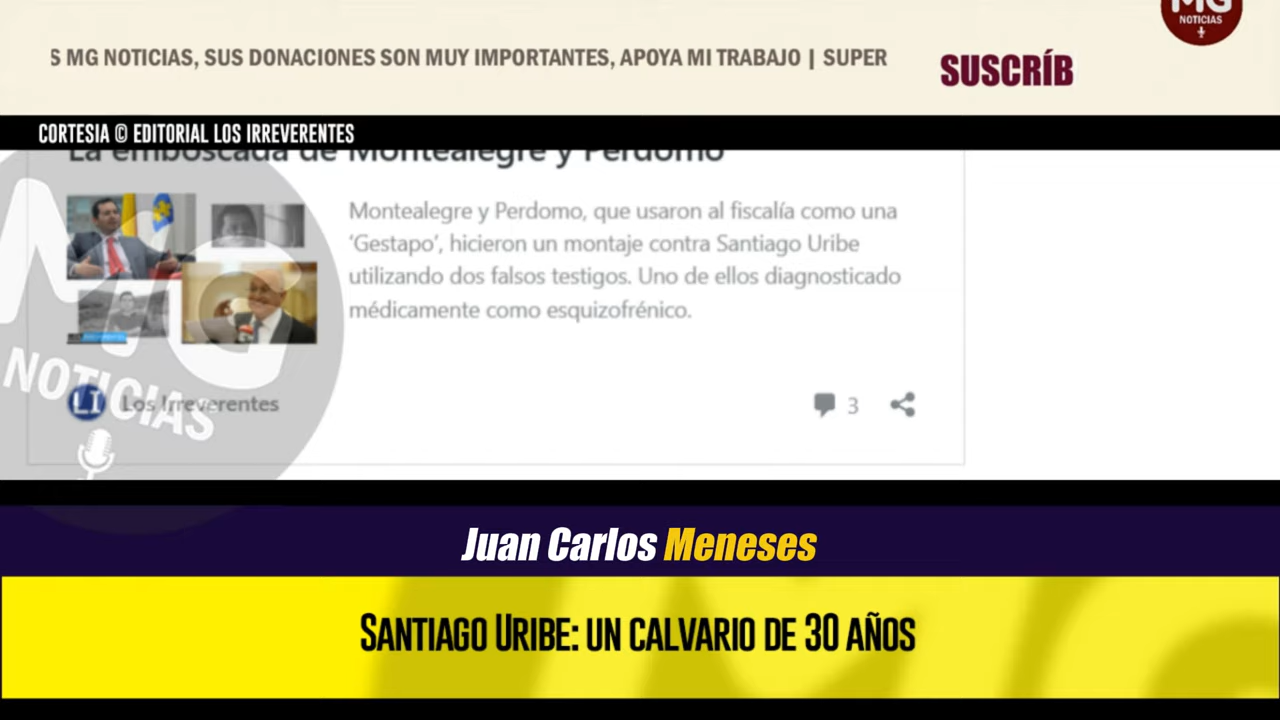 MG
NOTICIAS
S MG NOTICIAS, SUS DONACIONES SON MUY IMPORTANTES, APOYA MI TRABAJO | SUPER
SUSCRÍB
CORTESIA © EDITORIAL LOS IRREVERENTES
La emboscada de Montealegre y Perdomo
Montealegre y Perdomo, que usaron al fiscalía como una
‘Gestapo’, hicieron un montaje contra Santiago Uribe
utilizando dos falsos testigos. Uno de ellos diagnosticado
médicamente como esquizofrénico.
MG
NOTICIAS
LI Los Irreverentes
3
Juan Carlos Meneses
SANTIAGO URIBE: UN CALVARIO DE 30 AÑOS